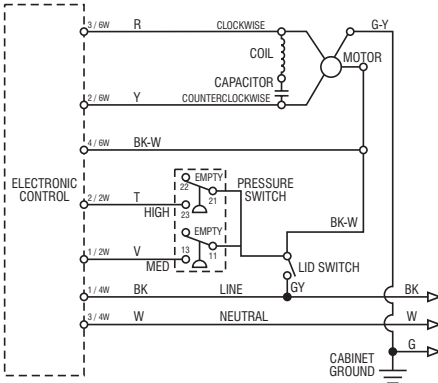 3 / 6W R CLOCKWISE G-Y
COIL
MOTOR
CAPACITOR
2 / 6W Y COUNTERCLOCKWISE
4 / 6W BK-W
ELECTRONIC
CONTROL
EMPTY
22
21
PRESSURE
SWITCH
2 / 2W T
HIGH 23
EMPTY
BK-W
1 / 2W V
13
11
MED
LID SWITCH
GY
1 / 4W BK LINE BK
3 / 4W W NEUTRAL W
G
CABINET
GROUND